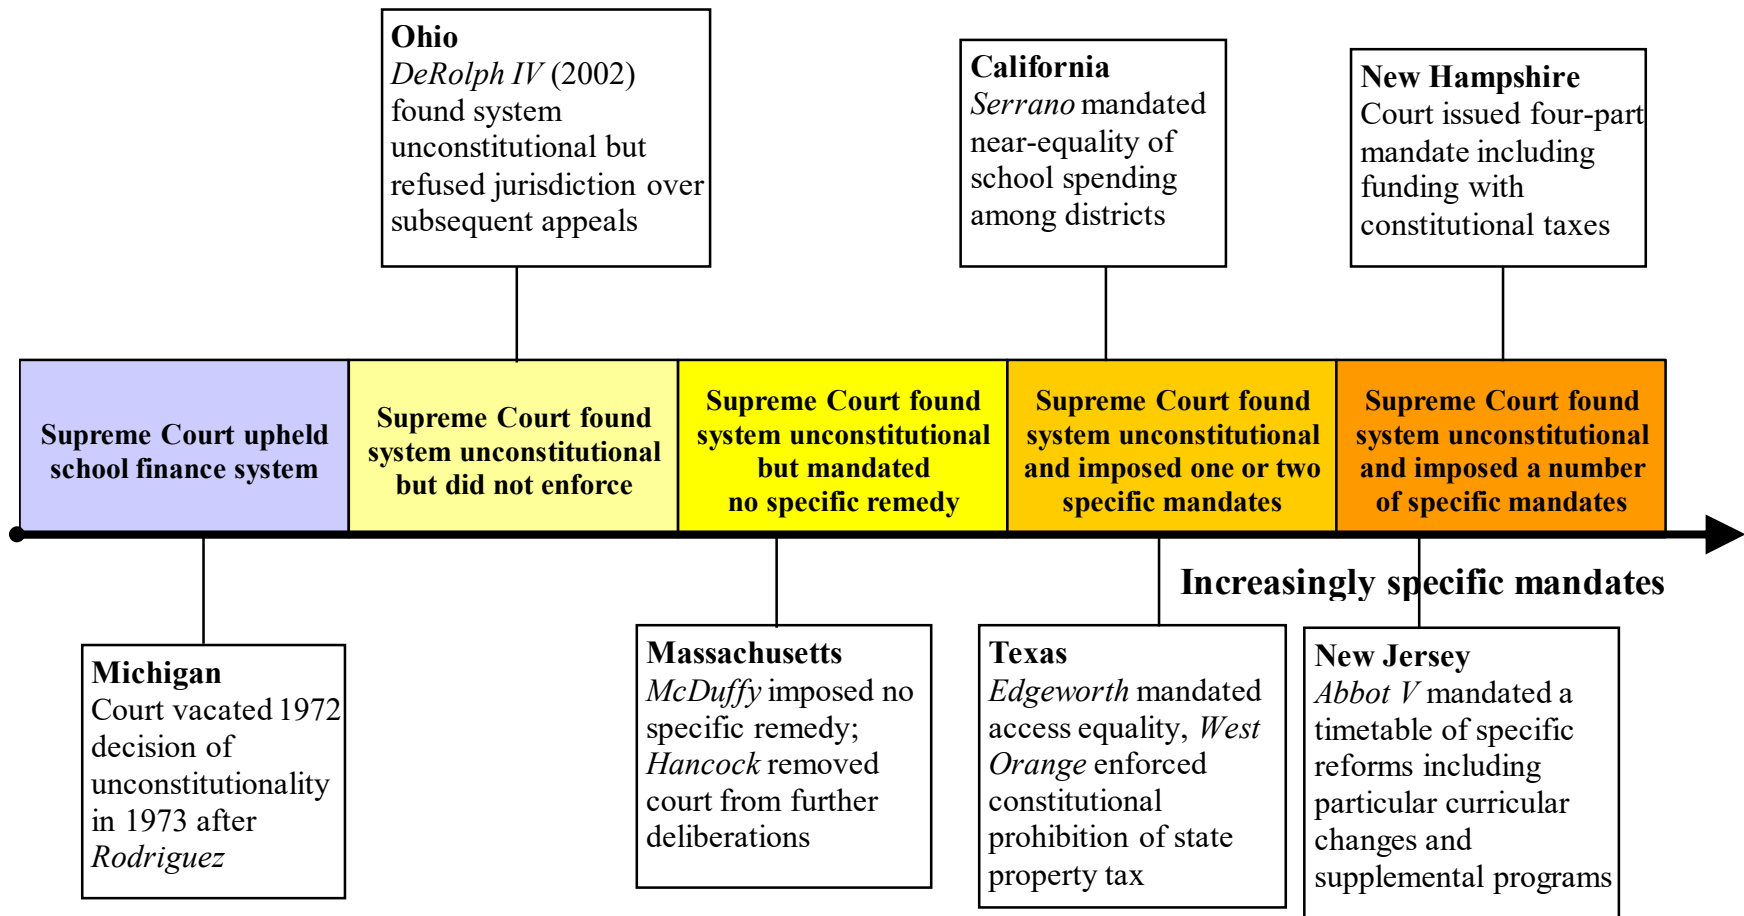 Ohio
DeRolph IV (2002)
found system
unconstitutional but
refused jurisdiction over
subsequent appeals
California
Serrano mandated
near-equality of
school spending
among districts
New Hampshire
Court issued four-part
mandate including
funding with
constitutional taxes
Supreme Court upheld
school finance system
Supreme Court found
system unconstitutional
but did not enforce
Supreme Court found
system unconstitutional
but mandated
no specific remedy
Supreme Court found
system unconstitutional
and imposed one or two
specific mandates
Supreme Court found
system unconstitutional
and imposed a number
of specific mandates
Increasingly specific mandates
Michigan
Court vacated 1972
decision of
unconstitutionality
in 1973 after
Rodriguez
Massachusetts
McDuffy imposed no
specific remedy;
Hancock removed
court from further
deliberations
Texas
Edgeworth mandated
access equality, West
Orange enforced
constitutional
prohibition of state
property tax
New Jersey
Abbot V mandated a
timetable of specific
reforms including
particular curricular
changes and
supplemental programs